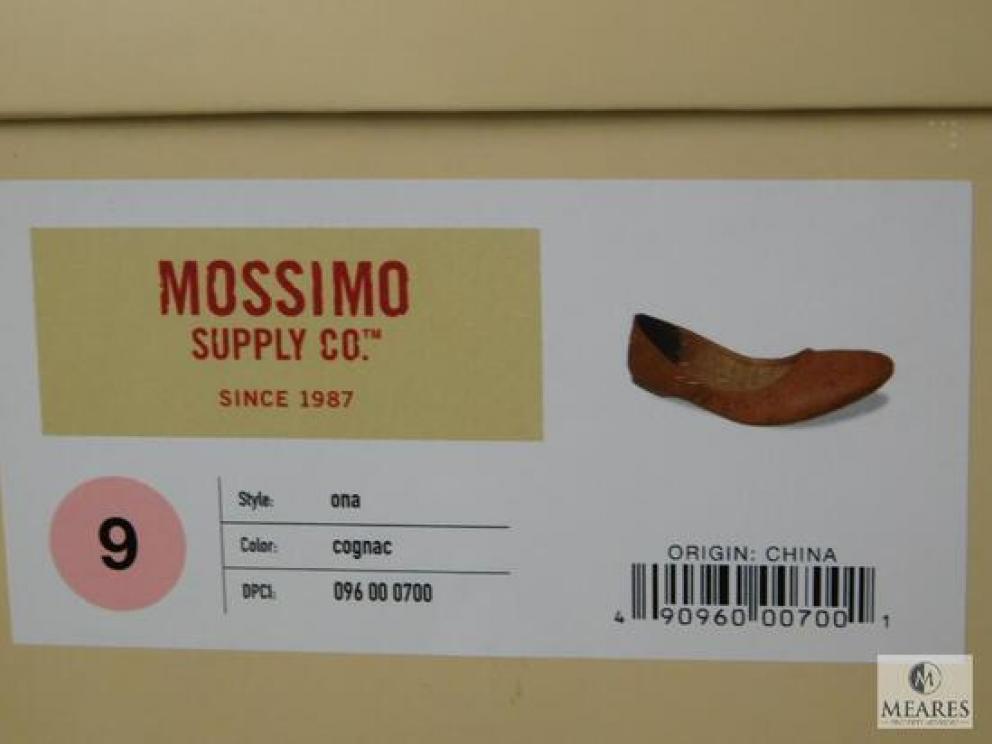 MOSSIMO
SUPPLY CO.™
SINCE 1987
9
Style: ona
Color: cognac
DPCI: 096 00 0700
ORIGIN: CHINA
4 90960 00700 1
M
MEARES